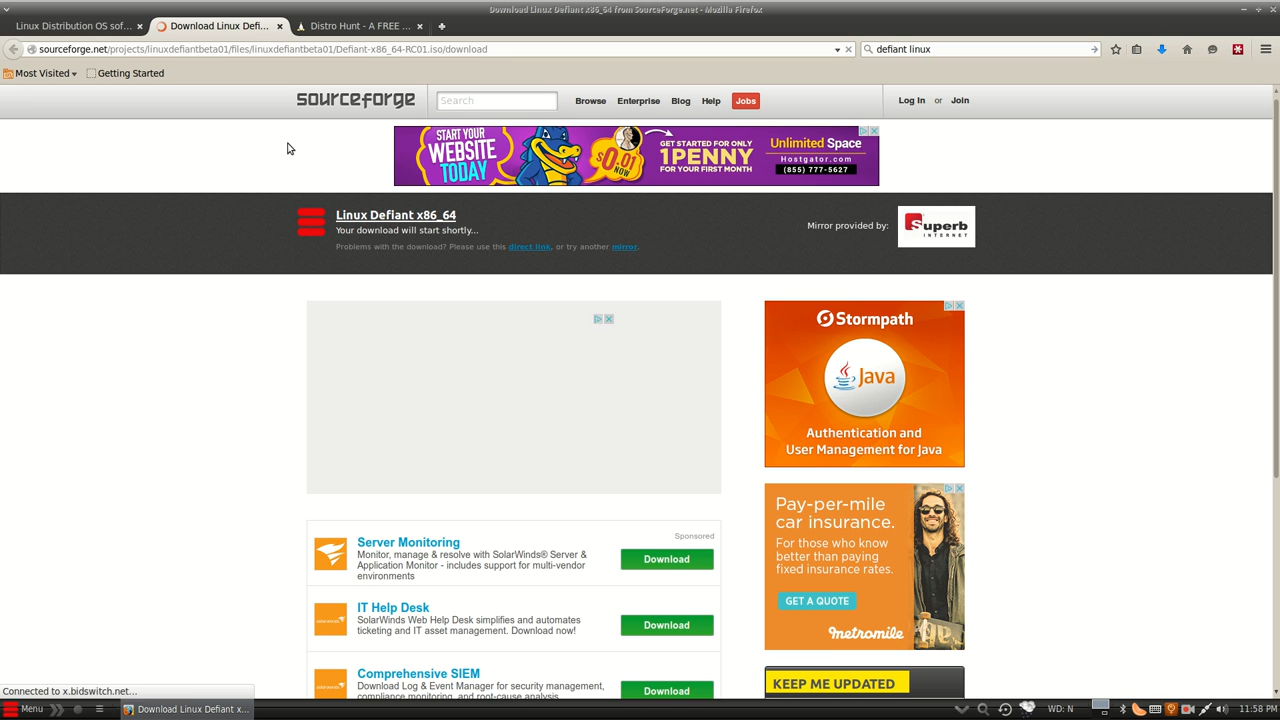 Download Linux Defiant x86_64 from SourceForge.net - Mozilla Firefox
Linux Distribution OS sof...
Download Linux Defi...
Distro Hunt - A FREE ...
sourceforge.net/projects/linuxdefiantbeta01/files/linuxdefiantbeta01/Defiant-x86_64-RC01.iso/download
defiant linux
Most Visited
Getting Started
sourceforge
Search
Browse
Enterprise
Blog
Help
Jobs
Log In
or
Join
START YOUR
WEBSITE
TODAY
$0.01
NOW
GET STARTED FOR ONLY
1PENNY
FOR YOUR FIRST MONTH
Unlimited Space
Hostgator.com
(855) 777-5627
Linux Defiant x86_64
Your download will start shortly...
Problems with the download? Please use this direct link, or try another mirror.
Mirror provided by:
Superb
INTERNET
Stormpath
Java
Authentication and
User Management for Java
Sponsored
Server Monitoring
Monitor, manage & resolve with SolarWinds® Server &
Application Monitor - includes support for multi-vendor
environments
Download
IT Help Desk
SolarWinds Web Help Desk simplifies and automates
ticketing and IT asset management. Download now!
Download
Comprehensive SIEM
Download Log & Event Manager for security management,
compliance monitoring, and root-cause analysis
Download
Pay-per-mile
car insurance.
For those who know
better than paying
fixed insurance rates.
GET A QUOTE
metromile
KEEP ME UPDATED
Connected to x.bidswitch.net...
Menu
Download Linux Defiant x...
WD: N
11:58 PM